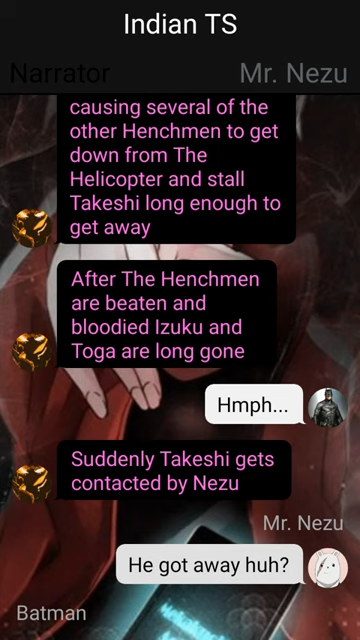 Indian TS
Narrator
Mr. Nezu
causing several of the
other Henchmen to get
down from The
Helicopter and stall
Takeshi long enough to
get away
After The Henchmen
are beaten and
bloodied Izuku and
Toga are long gone
Hmph...
Suddenly Takeshi gets
contacted by Nezu
Mr. Nezu
He got away huh?
Batman